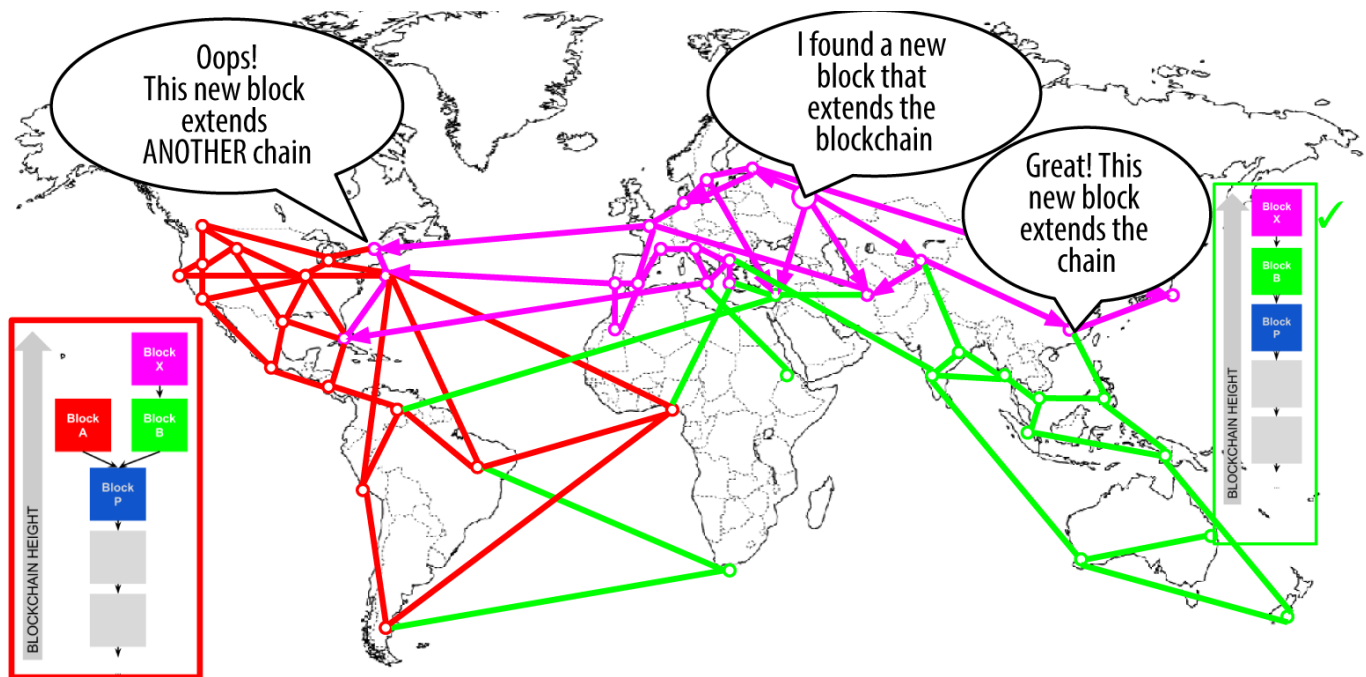 Oops!
This new block
extends
ANOTHER chain
I found a new
block that
extends the
blockchain
Great! This
new block
extends the
chain
Block
X
Block
A
Block
B
Block
P
...
BLOCKCHAIN HEIGHT
Block
X
Block
B
Block
P
...
BLOCKCHAIN HEIGHT